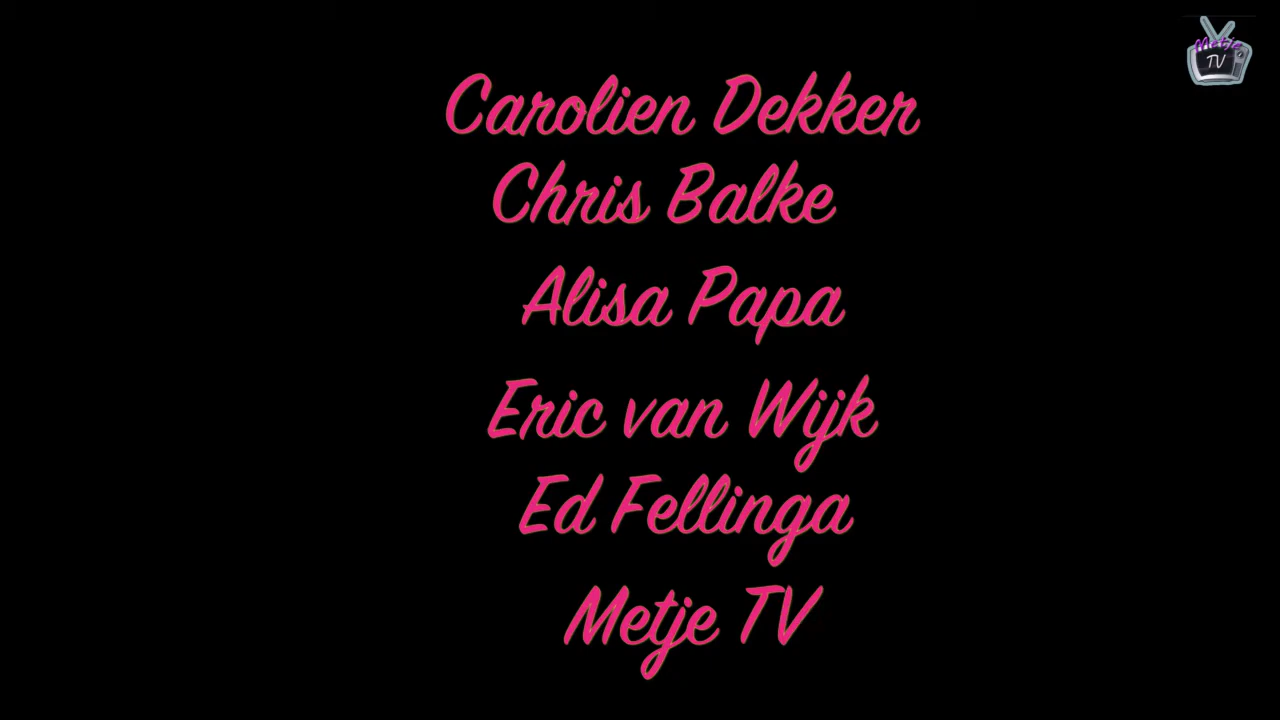 Metje
TV
Carolien Dekker
Chris Balke
Alisa Papa
Eric van Wijk
Ed Fellinga
Metje TV